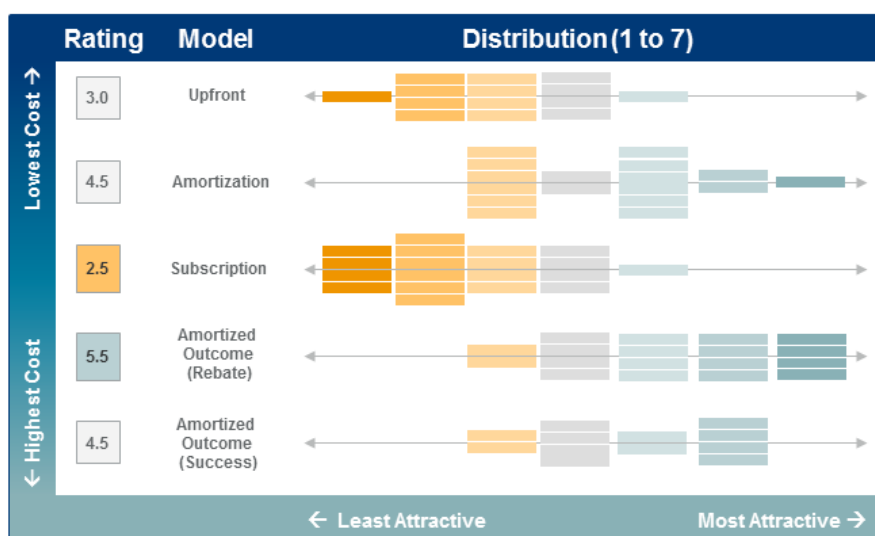 Rating Model Distribution (1 to 7)
Lowest Cost →
3.0 Upfront
4.5 Amortization
2.5 Subscription
← Highest Cost
5.5 Amortized
Outcome
(Rebate)
4.5 Amortized
Outcome
(Success)
← Least Attractive Most Attractive →